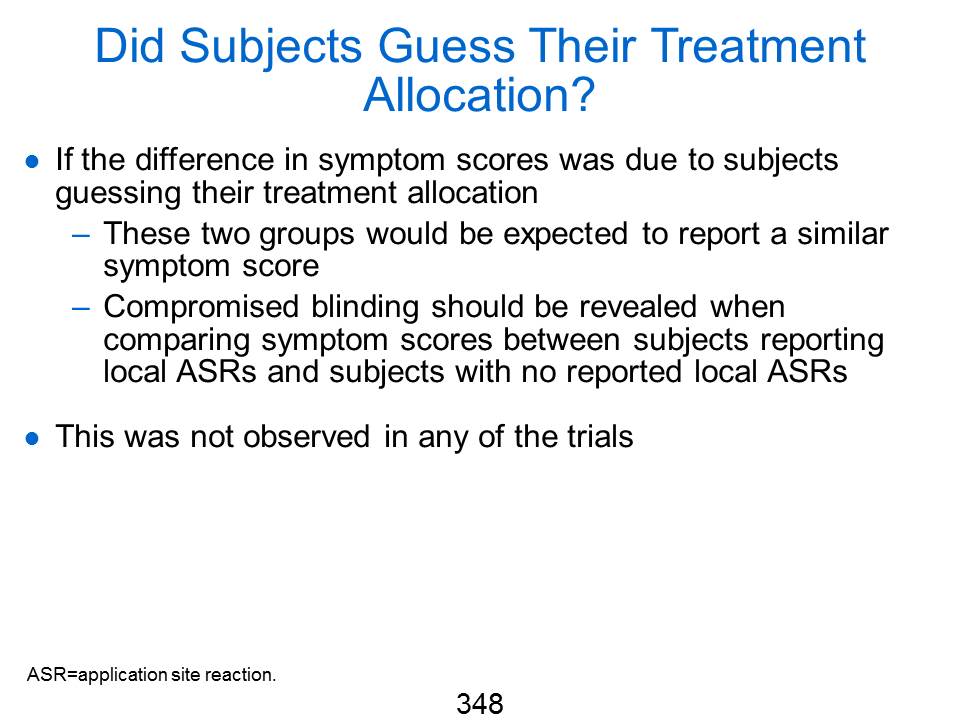 Did Subjects Guess Their Treatment
Allocation?
● If the difference in symptom scores was due to subjects
guessing their treatment allocation
– These two groups would be expected to report a similar
symptom score
– Compromised blinding should be revealed when
comparing symptom scores between subjects reporting
local ASRs and subjects with no reported local ASRs
● This was not observed in any of the trials
ASR=application site reaction.
348